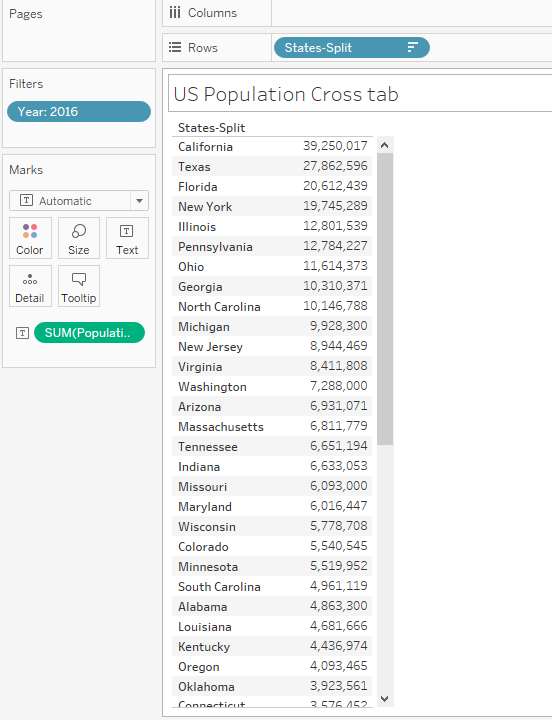 Pages
Columns
Rows
States-Split
Filters
Year: 2016
Marks
Automatic
Color
Size
Text
Detail
Tooltip
SUM(Populati..
US Population Cross tab
States-Split
California 39,250,017
Texas 27,862,596
Florida 20,612,439
New York 19,745,289
Illinois 12,801,539
Pennsylvania 12,784,227
Ohio 11,614,373
Georgia 10,310,371
North Carolina 10,146,788
Michigan 9,928,300
New Jersey 8,944,469
Virginia 8,411,808
Washington 7,288,000
Arizona 6,931,071
Massachusetts 6,811,779
Tennessee 6,651,194
Indiana 6,633,053
Missouri 6,093,000
Maryland 6,016,447
Wisconsin 5,778,708
Colorado 5,540,545
Minnesota 5,519,952
South Carolina 4,961,119
Alabama 4,863,300
Louisiana 4,681,666
Kentucky 4,436,974
Oregon 4,093,465
Oklahoma 3,923,561
Connecticut 3,576,452